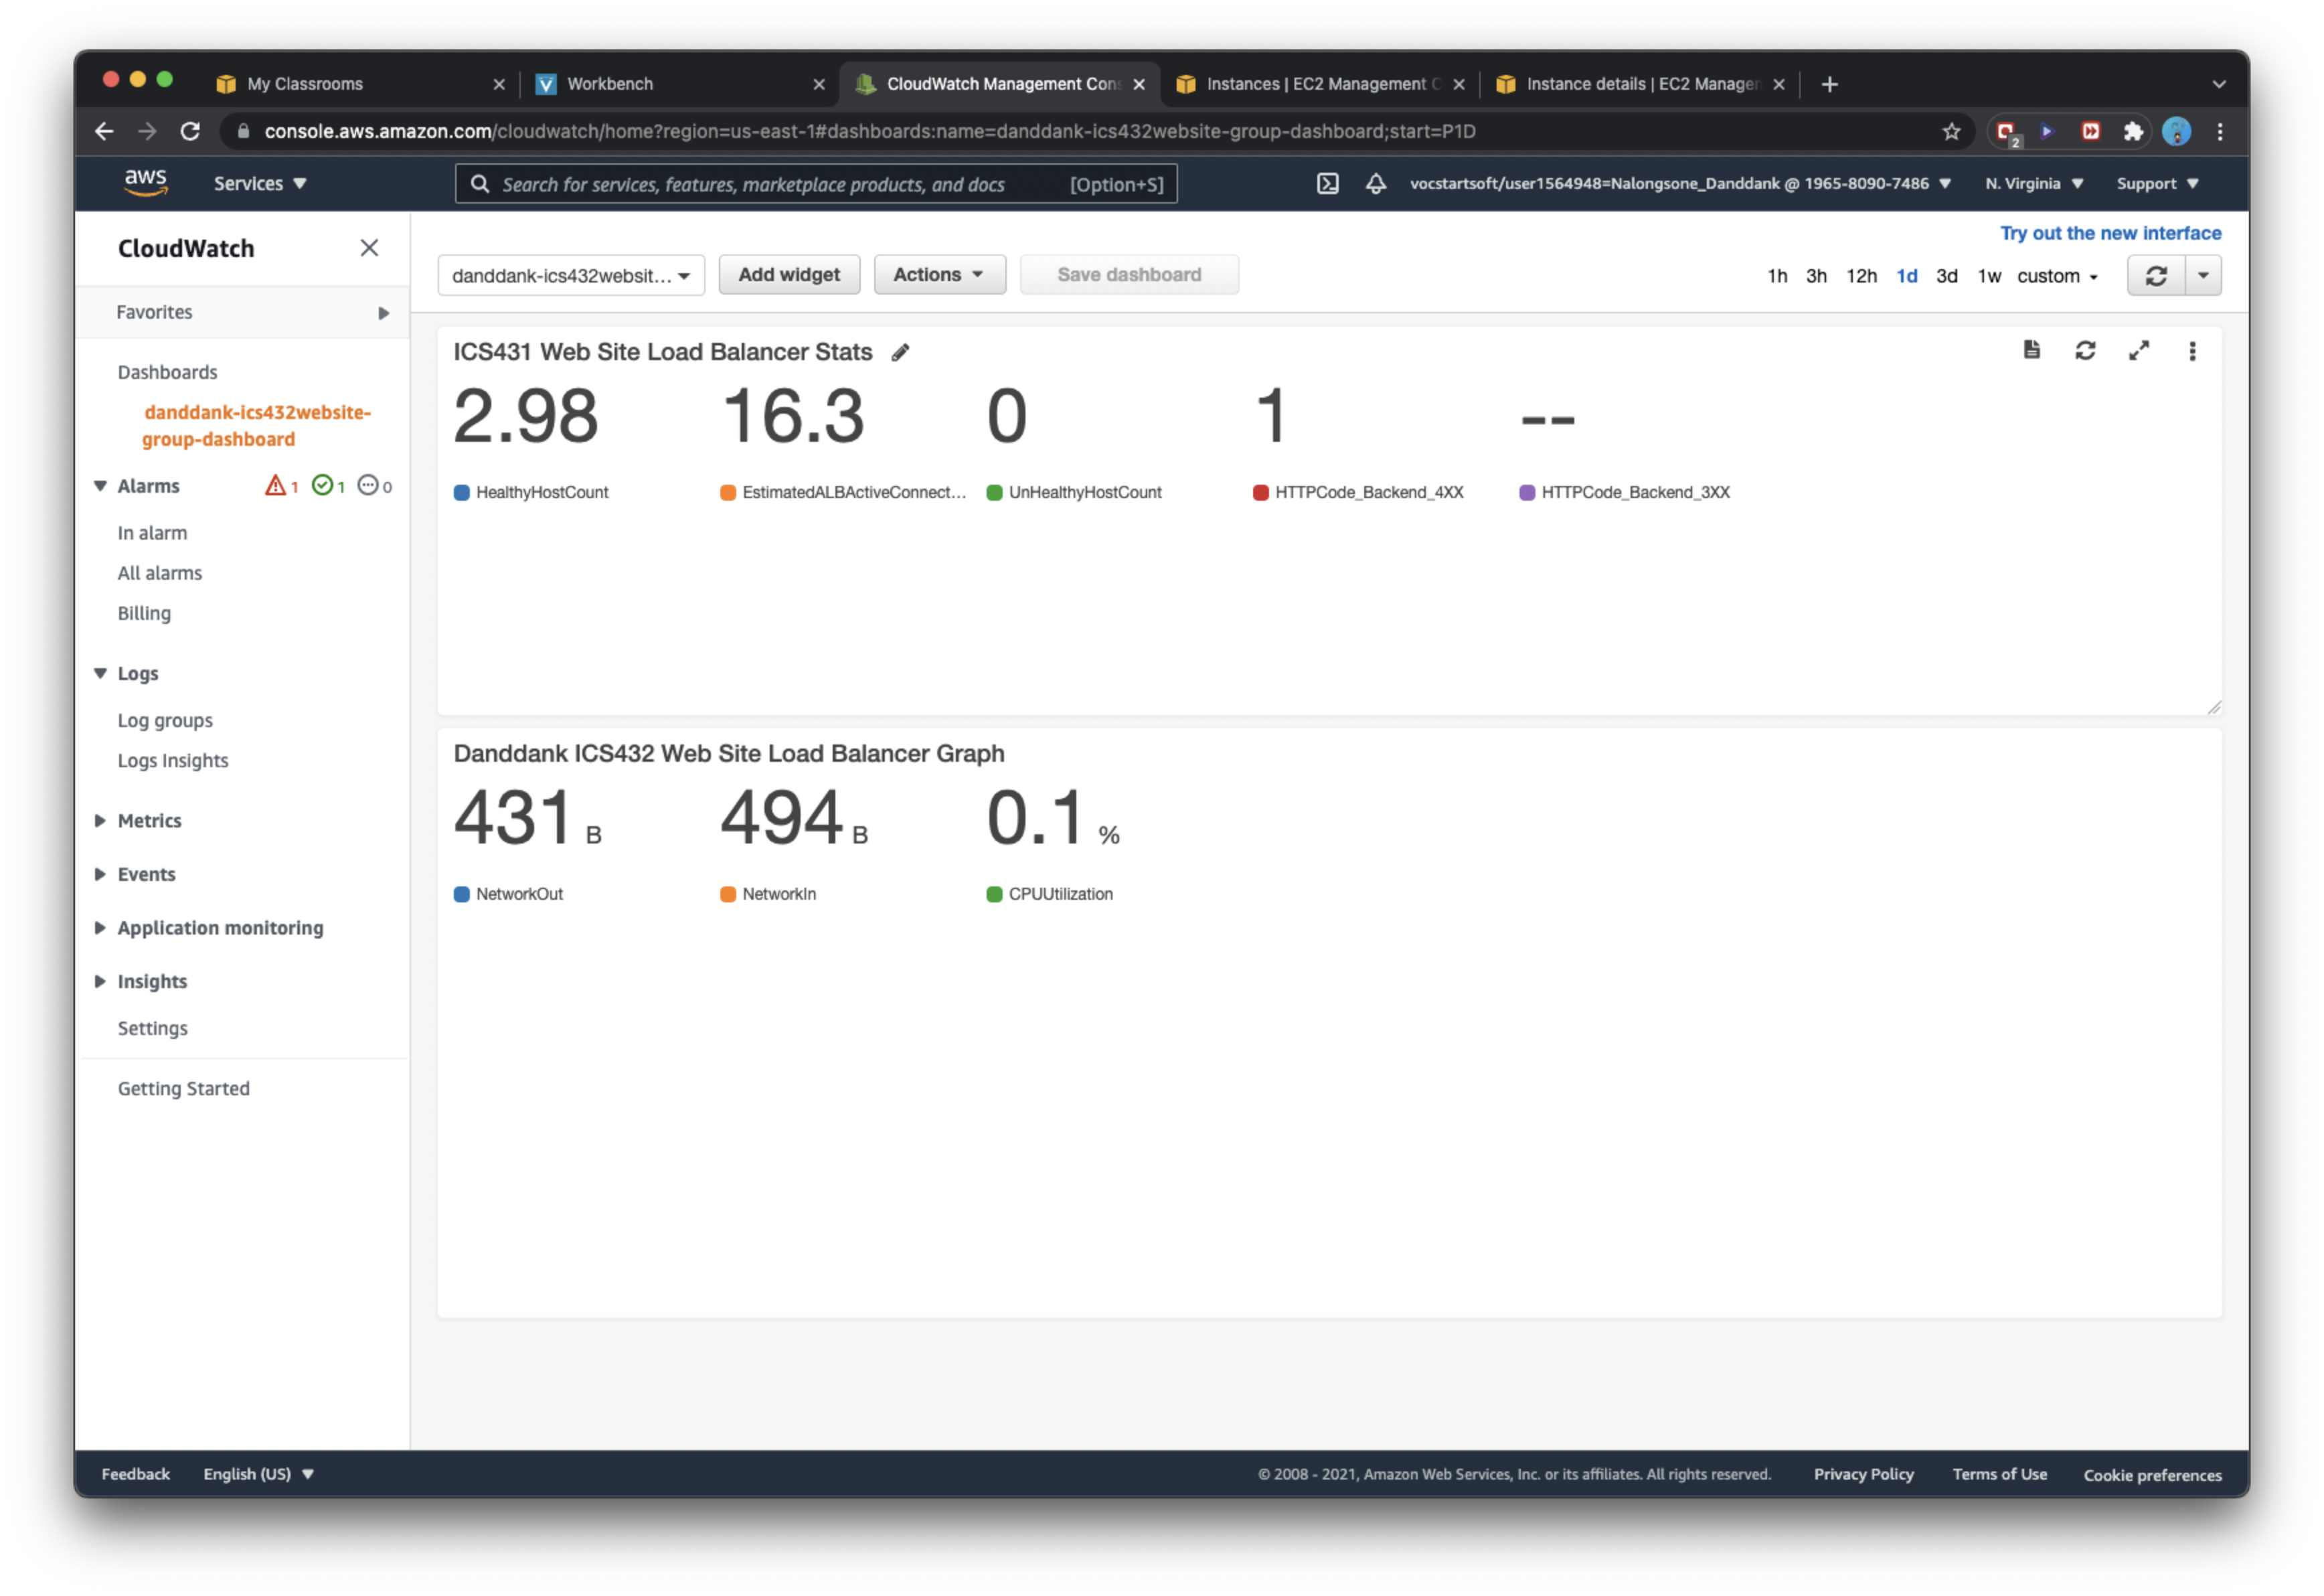 My Classrooms
Workbench
CloudWatch Management Cons
Instances | EC2 Management C
Instance details | EC2 Manager
console.aws.amazon.com/cloudwatch/home?region=us-east-1#dashboards:name=danddank-ics432website-group-dashboard;start=P1D
2
aws
Services
Search for services, features, marketplace products, and docs
[Option+S]
vocstartsoft/user1564948=Nalongsone_Danddank @ 1965-8090-7486
N. Virginia
Support
CloudWatch
Favorites
Dashboards
danddank-ics432website-
group-dashboard
Alarms
1
1
0
In alarm
All alarms
Billing
Logs
Log groups
Logs Insights
Metrics
Events
Application monitoring
Insights
Settings
Getting Started
Try out the new interface
danddank-ics432websit...
Add widget
Actions
Save dashboard
1h 3h 12h 1d 3d 1w custom
ICS431 Web Site Load Balancer Stats
2.98
16.3
0
1
--
HealthyHostCount
EstimatedALBActiveConnect...
UnHealthyHostCount
HTTPCode_Backend_4XX
HTTPCode_Backend_3XX
Danddank ICS432 Web Site Load Balancer Graph
431 B
494 B
0.1 %
NetworkOut
NetworkIn
CPUUtilization
Feedback
English (US)
© 2008 - 2021, Amazon Web Services, Inc. or its affiliates. All rights reserved.
Privacy Policy
Terms of Use
Cookie preferences